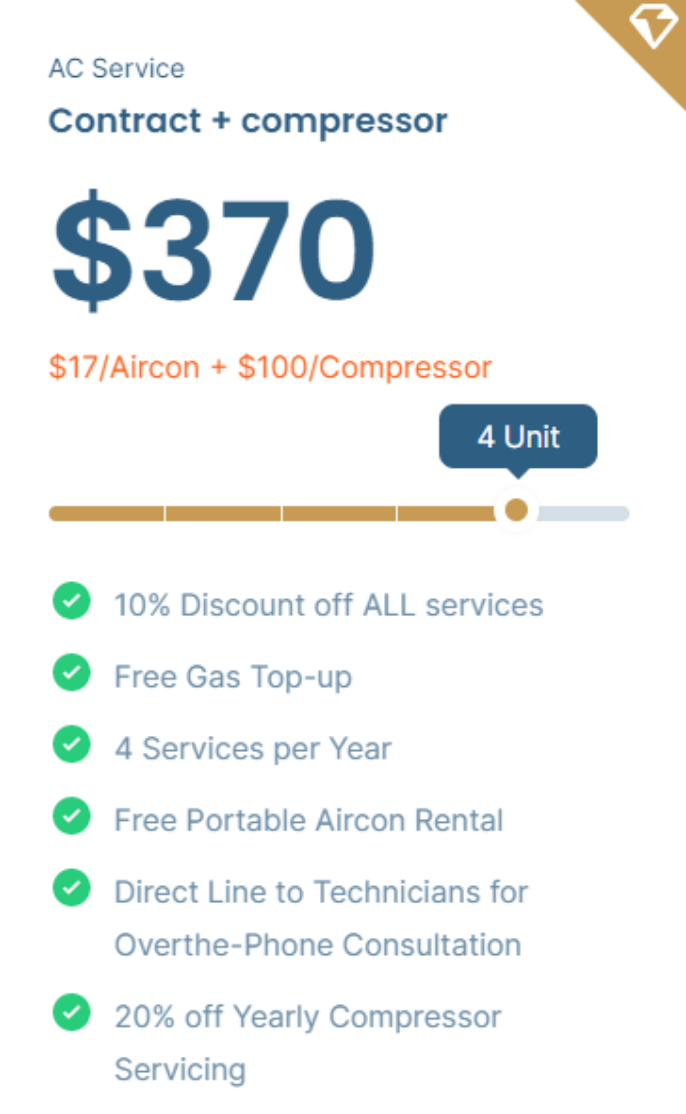 AC Service
Contract + compressor
$370
$17/Aircon + $100/Compressor
4 Unit
10% Discount off ALL services
Free Gas Top-up
4 Services per Year
Free Portable Aircon Rental
Direct Line to Technicians for
Overthe-Phone Consultation
20% off Yearly Compressor
Servicing